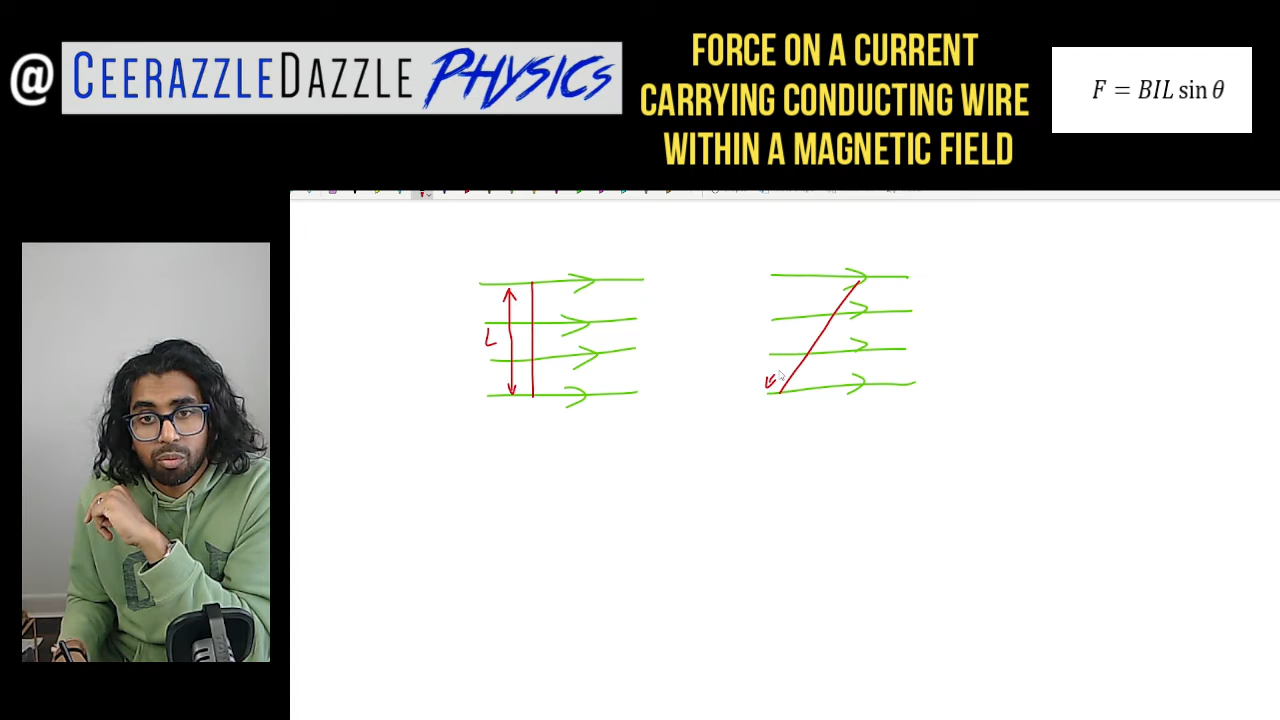 @ CEERAZZLEDAZZLE PHYSICS
FORCE ON A CURRENT
CARRYING CONDUCTING WIRE
WITHIN A MAGNETIC FIELD
F = BIL sin θ
L